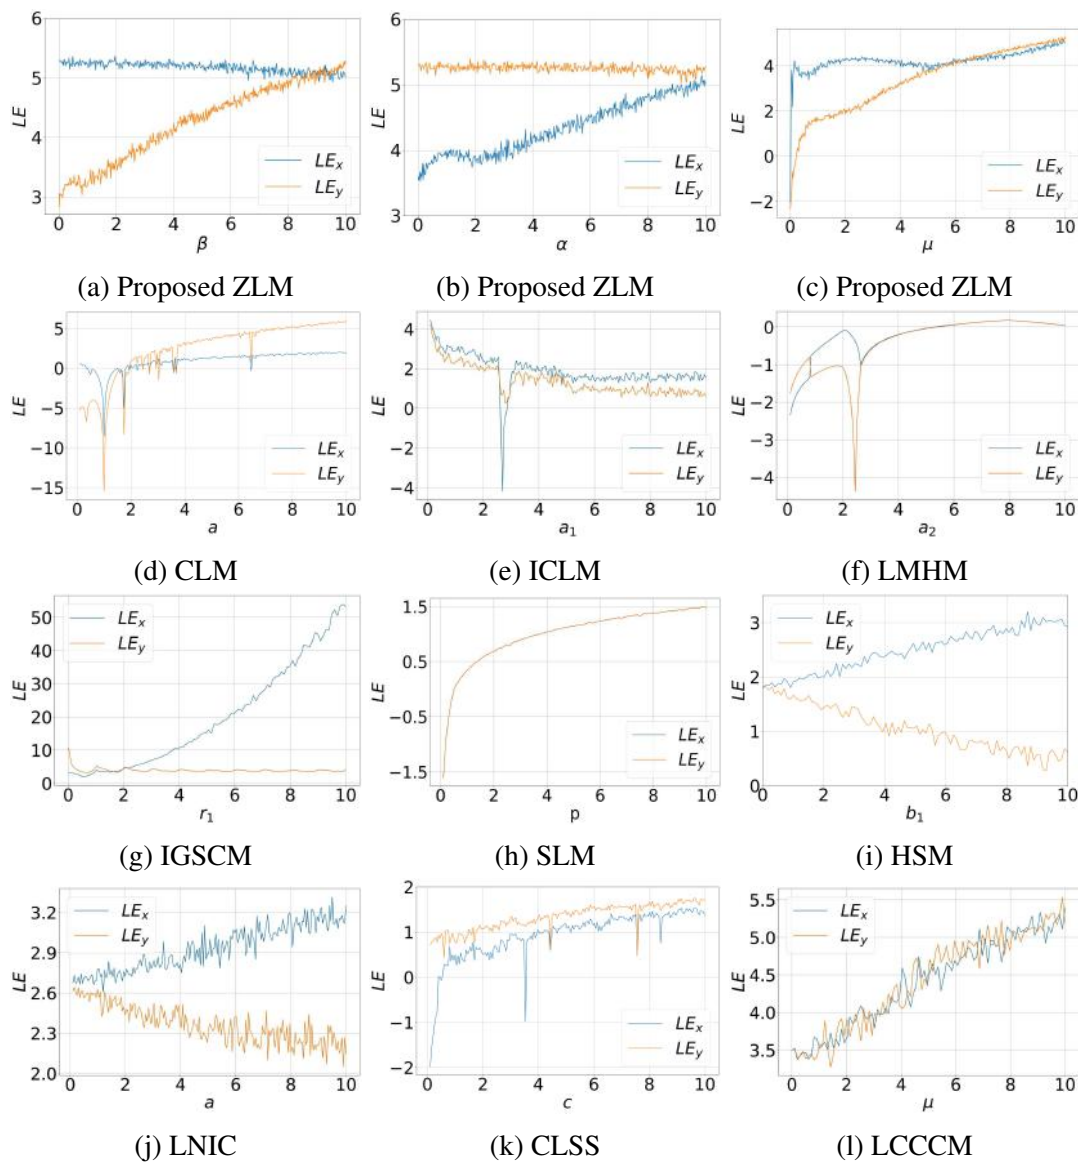 6
5
4
3
LE
LE_x
LE_y
0 2 4 6 8 10
β
(a) Proposed ZLM
6
5
4
3
LE
LE_x
LE_y
0 2 4 6 8 10
α
(b) Proposed ZLM
4
2
0
−2
LE
LE_x
LE_y
0 2 4 6 8 10
μ
(c) Proposed ZLM
5
0
−5
−10
−15
LE
LE_x
LE_y
0 2 4 6 8 10
a
(d) CLM
4
2
0
−2
−4
LE
LE_x
LE_y
0 2 4 6 8 10
a_1
(e) ICLM
0
−1
−2
−3
−4
LE
LE_x
LE_y
0 2 4 6 8 10
a_2
(f) LMHM
50
40
30
20
10
0
LE
LE_x
LE_y
0 2 4 6 8 10
r_1
(g) IGSCM
1.5
0.5
−0.5
−1.5
LE
LE_x
LE_y
0 2 4 6 8 10
p
(h) SLM
3
2
1
0
LE
LE_x
LE_y
0 2 4 6 8 10
b_1
(i) HSM
3.2
2.9
2.6
2.3
2.0
LE
LE_x
LE_y
0 2 4 6 8 10
a
(j) LNIC
2
1
0
−1
−2
LE
LE_x
LE_y
0 2 4 6 8 10
c
(k) CLSS
5.5
5.0
4.5
4.0
3.5
LE
LE_x
LE_y
0 2 4 6 8 10
μ
(l) LCCCM